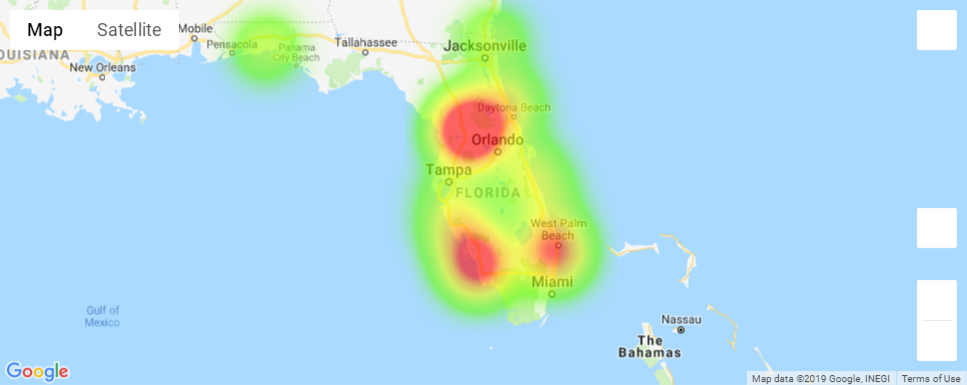 Map
Satellite
Mobile
OUISIANA
Pensacola
Panama
City Beach
Tallahassee
Jacksonville
New Orleans
Daytona Beach
Orlando
Tampa
FLORIDA
West Palm
Beach
Miami
Gulf of
Mexico
Nassau
The
Bahamas
Google
Map data ©2019 Google, INEGI
Terms of Use